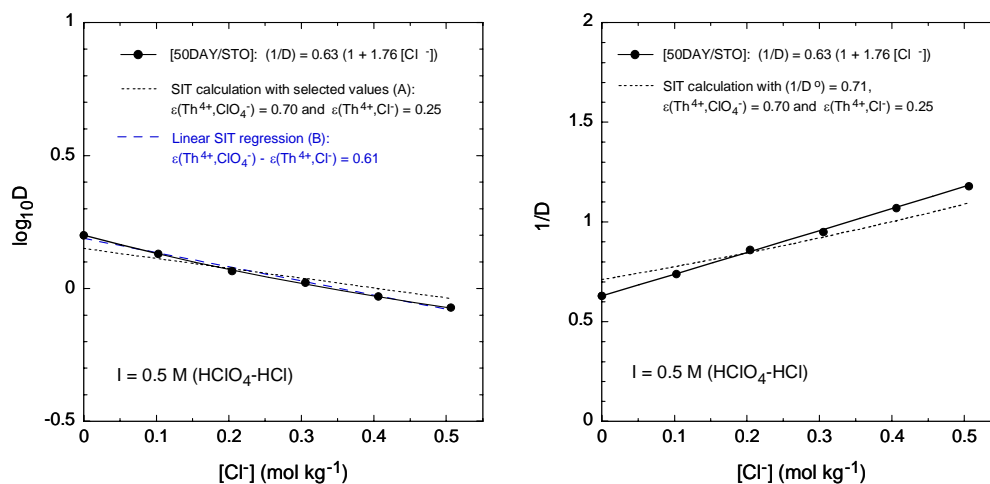 1
[50DAY/STO]: (1/D) = 0.63 (1 + 1.76 [Cl⁻])
SIT calculation with selected values (A):
ε(Th⁴⁺,ClO₄⁻) = 0.70 and ε(Th⁴⁺,Cl⁻) = 0.25
Linear SIT regression (B):
ε(Th⁴⁺,ClO₄⁻) - ε(Th⁴⁺,Cl⁻) = 0.61
0.5
log₁₀D
0
I = 0.5 M (HClO₄-HCl)
-0.5
0 0.1 0.2 0.3 0.4 0.5
[Cl⁻] (mol kg⁻¹)
2
[50DAY/STO]: (1/D) = 0.63 (1 + 1.76 [Cl⁻])
SIT calculation with (1/D°) = 0.71,
ε(Th⁴⁺,ClO₄⁻) = 0.70 and ε(Th⁴⁺,Cl⁻) = 0.25
1.5
1/D
1
0.5
I = 0.5 M (HClO₄-HCl)
0
0 0.1 0.2 0.3 0.4 0.5
[Cl⁻] (mol kg⁻¹)